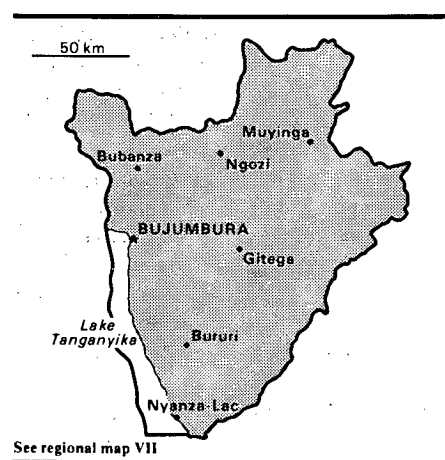 50 km
Muyinga
Bubanza
Ngozi
BUJUMBURA
Gitega
Lake
Tanganyika
Bururi
Nyanza-Lac
See regional map VII